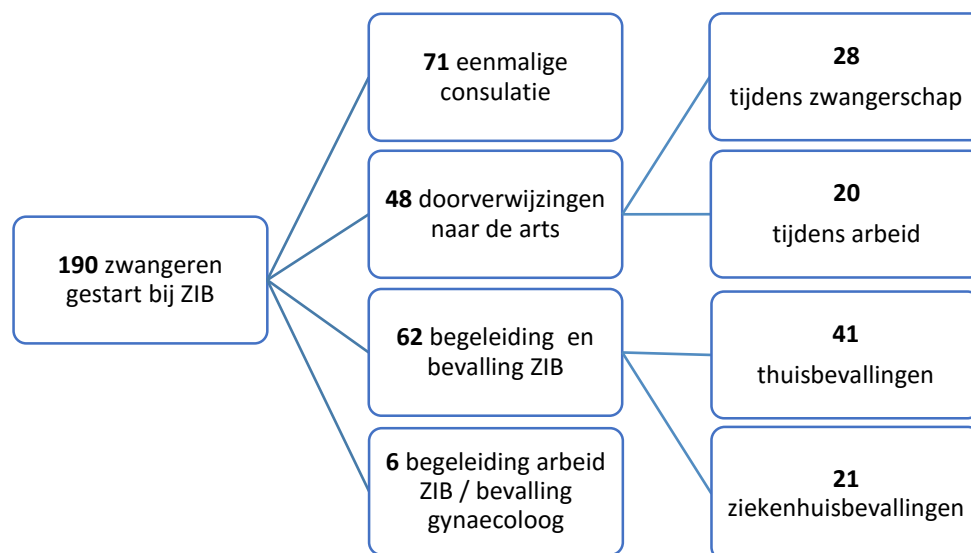 190 zwangeren
gestart bij ZIB
71 eenmalige
consulatie
48 doorverwijzingen
naar de arts
62 begeleiding en
bevalling ZIB
6 begeleiding arbeid
ZIB / bevalling
gynaecoloog
28
tijdens zwangerschap
20
tijdens arbeid
41
thuisbevallingen
21
ziekenhuisbevallingen